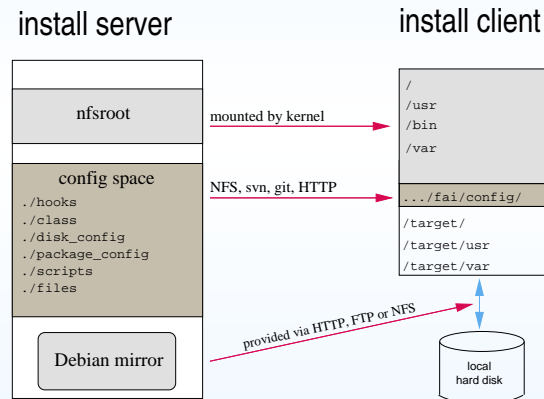 install server
install client
nfsroot
mounted by kernel
/
/usr
/bin
/var
config space
./hooks
./class
./disk_config
./package_config
./scripts
./files
NFS, svn, git, HTTP
.../fai/config/
/target/
/target/usr
/target/var
Debian mirror
provided via HTTP, FTP or NFS
local
hard disk